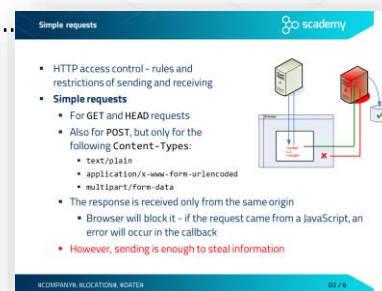 Simple requests
scademy
HTTP access control - rules and
restrictions of sending and receiving
Simple requests
For GET and HEAD requests
Also for POST, but only for the
following Content-Types:
text/plain
application/x-www-form-urlencoded
multipart/form-data
The response is received only from the same origin
Browser will block it - if the request came from a JavaScript, an
error will occur in the callback
However, sending is enough to steal information
#COMPANY#, #LOCATION#, #DATE#
D2 / 6